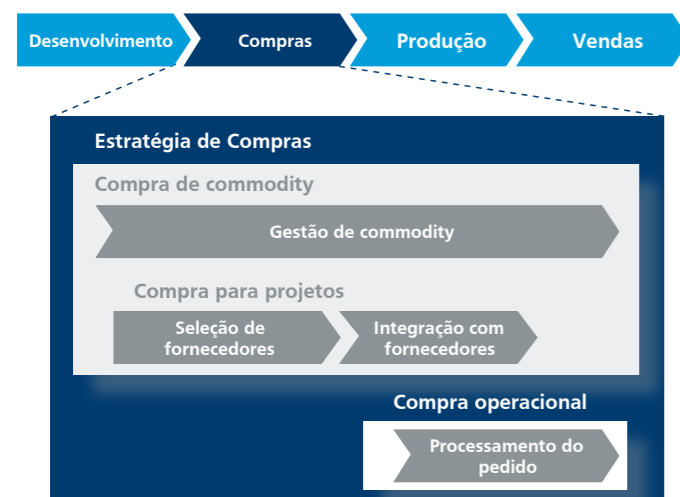 Desenvolvimento
Compras
Produção
Vendas
Estratégia de Compras
Compra de commodity
Gestão de commodity
Compra para projetos
Seleção de
fornecedores
Integração com
fornecedores
Compra operacional
Processamento do
pedido